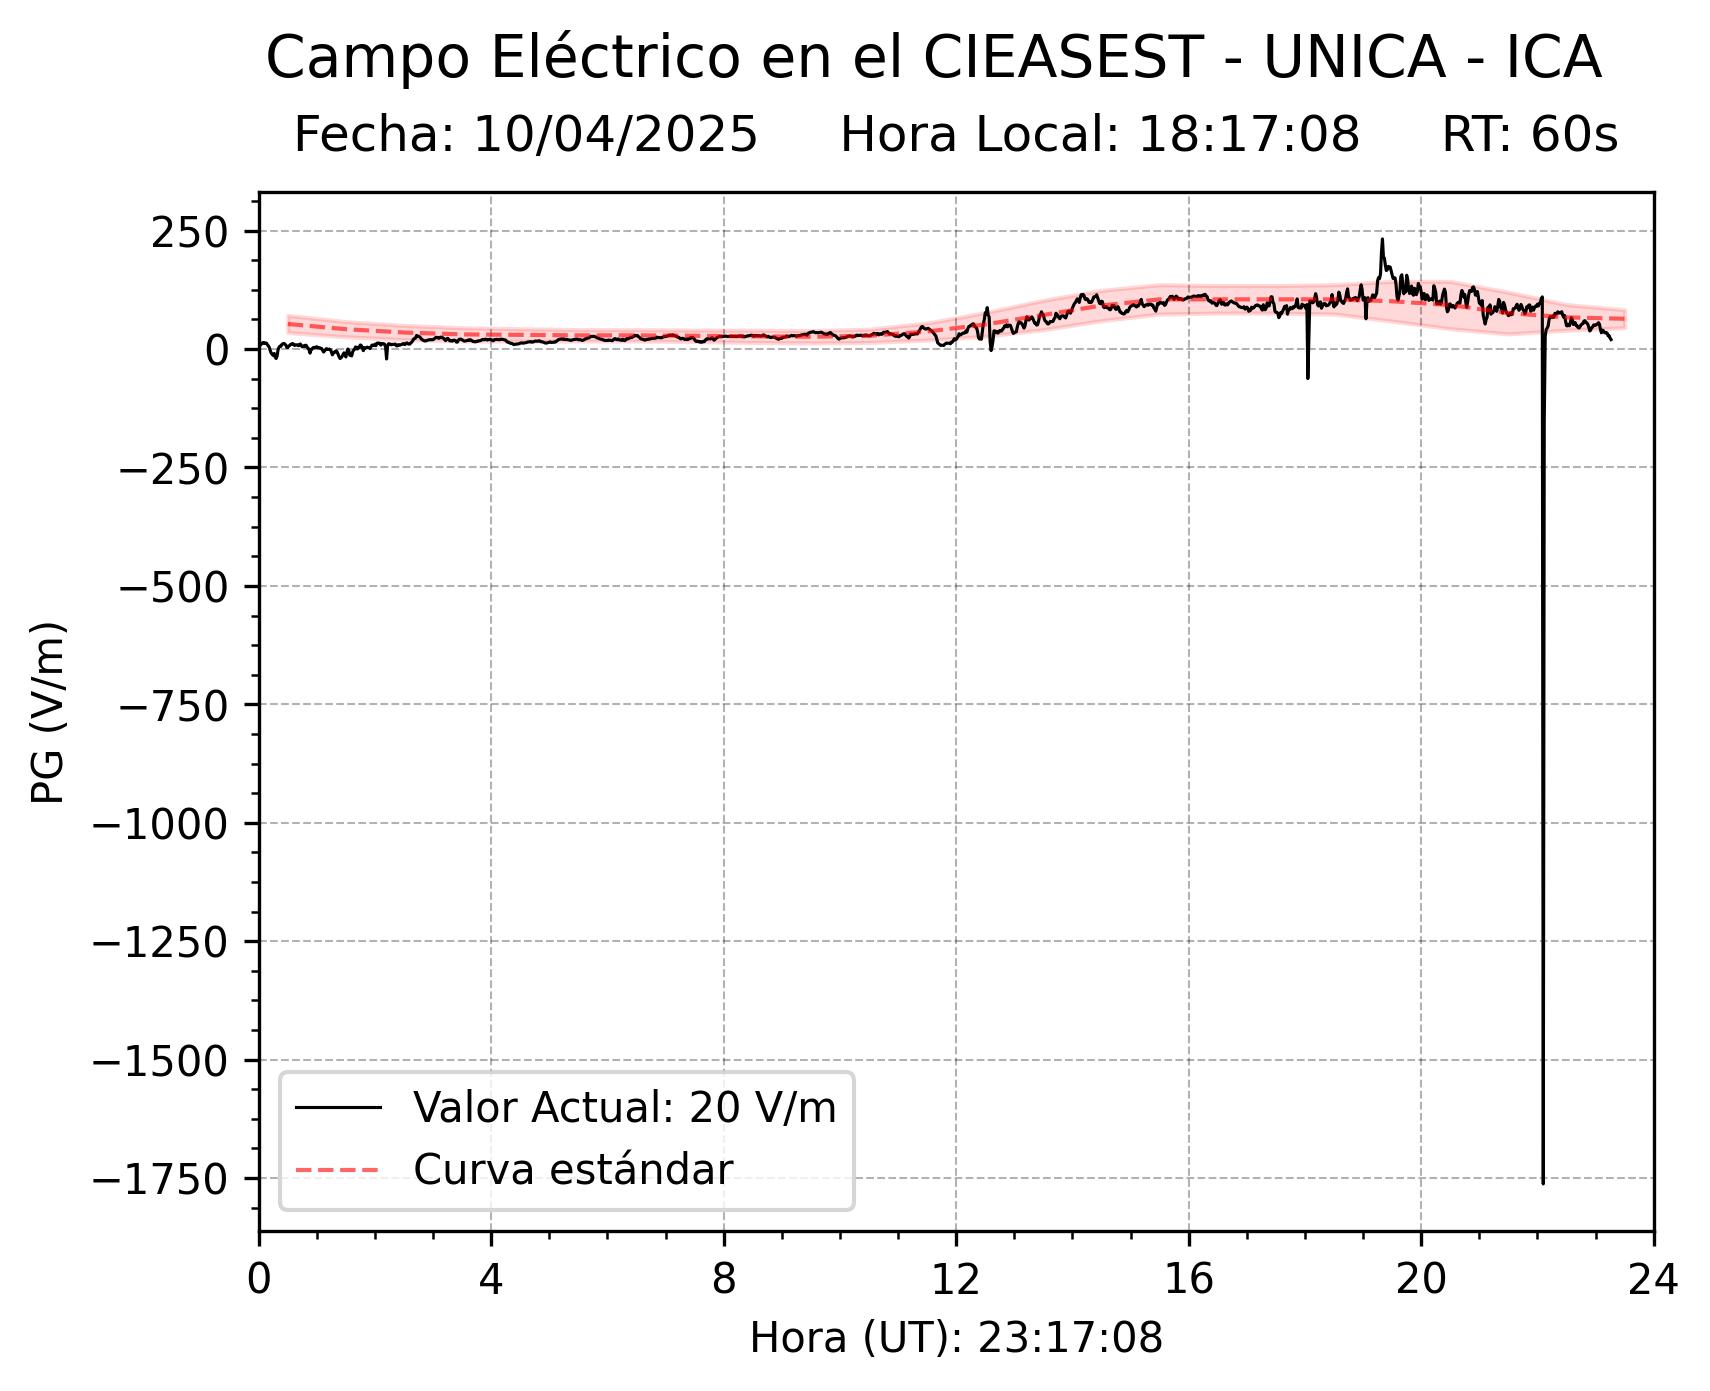 Campo Eléctrico en el CIEASEST - UNICA - ICA
Fecha: 10/04/2025 Hora Local: 18:17:08 RT: 60s
PG (V/m)
250
0
−250
−500
−750
−1000
−1250
−1500
−1750
Valor Actual: 20 V/m
Curva estándar
0 4 8 12 16 20 24
Hora (UT): 23:17:08